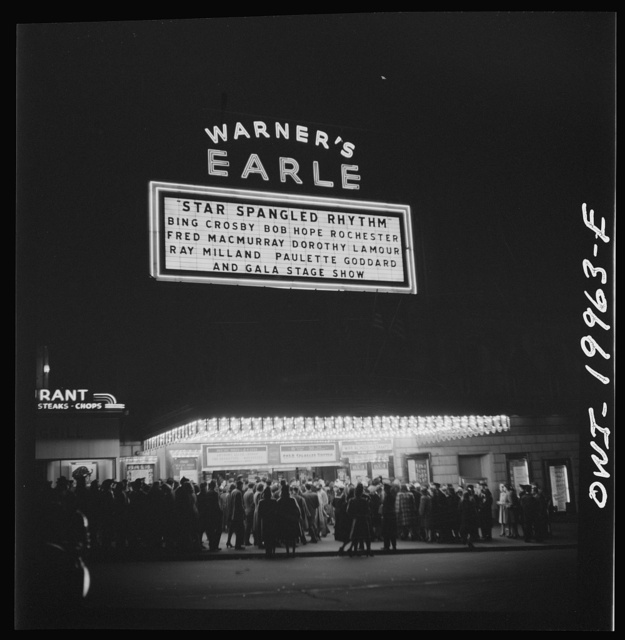 WARNER'S
EARLE
"STAR SPANGLED RHYTHM"
BING CROSBY BOB HOPE ROCHESTER
FRED MACMURRAY DOROTHY LAMOUR
RAY MILLAND PAULETTE GODDARD
AND GALA STAGE SHOW
RANT
STEAKS - CHOPS
OWI-19963-E